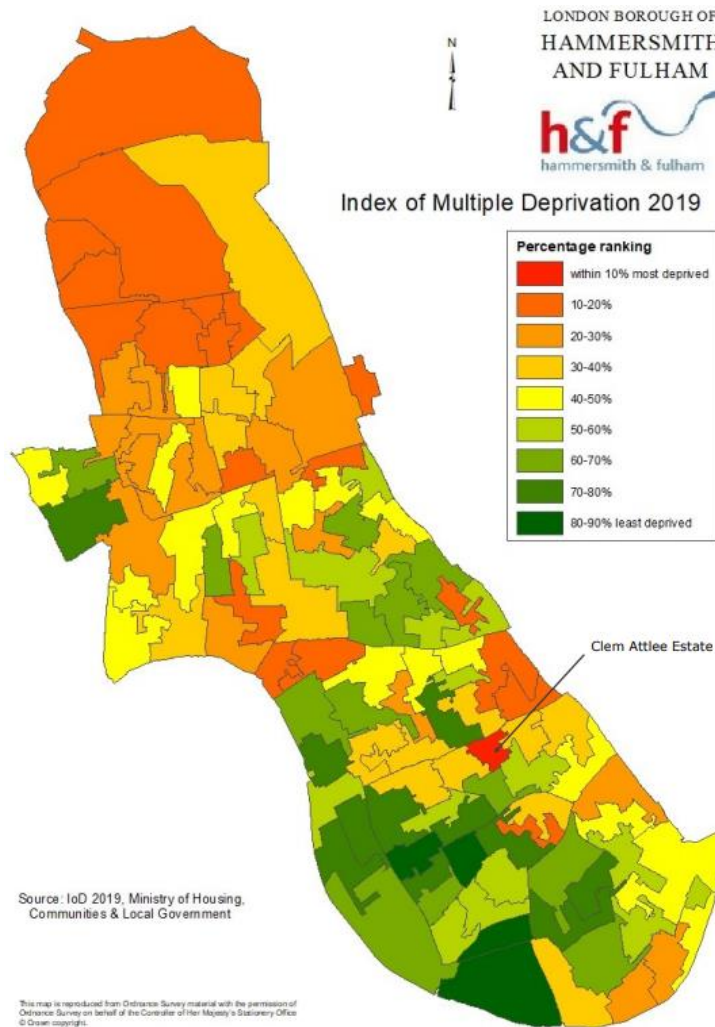 LONDON BOROUGH OF
HAMMERSMITH
AND FULHAM
N
h&f
hammersmith & fulham
Index of Multiple Deprivation 2019
Percentage ranking
within 10% most deprived
10-20%
20-30%
30-40%
40-50%
50-60%
60-70%
70-80%
80-90% least deprived
Clem Attlee Estate
Source: IoD 2019, Ministry of Housing,
Communities & Local Government
This map is reproduced from Ordnance Survey material with the permission of
Ordnance Survey on behalf of the Controller of Her Majesty's Stationery Office
© Crown copyright.